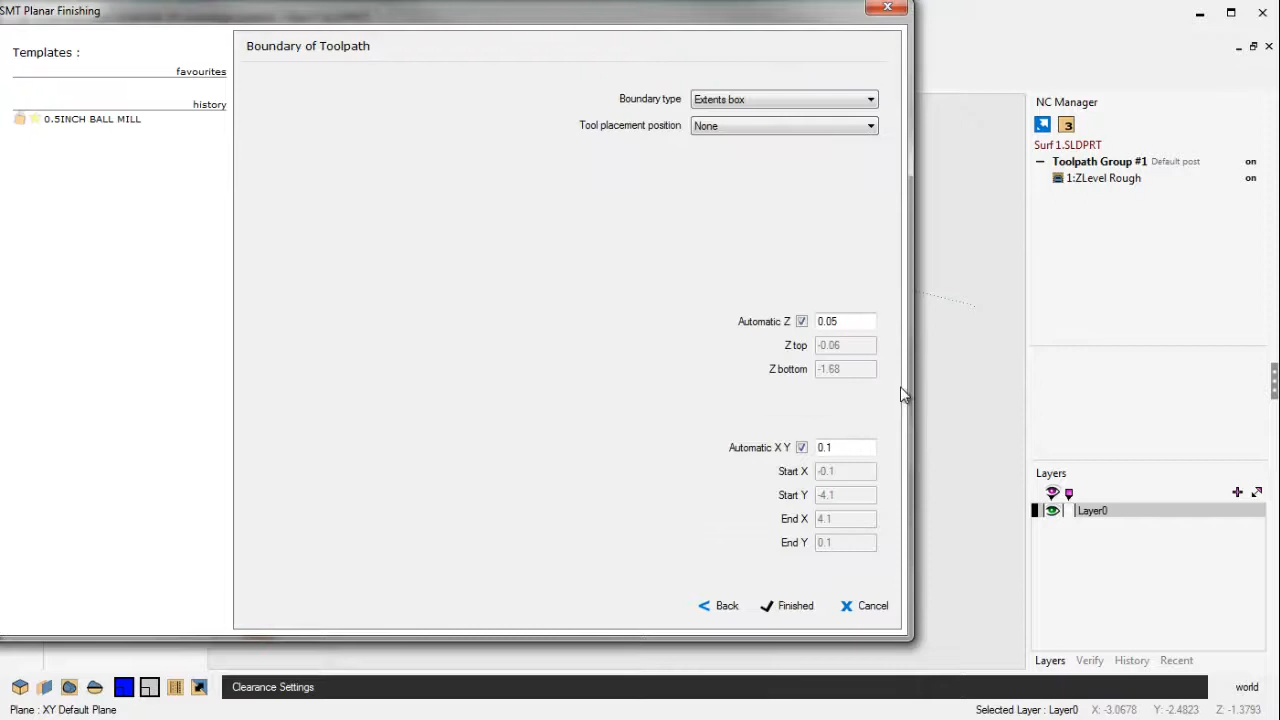 SMT Planar Finishing
Templates :
favourites
history
0.5INCH BALL MILL
Boundary of Toolpath
Boundary type Extents box
Tool placement position None
Automatic Z 0.05
Z top -0.06
Z bottom -1.68
Automatic X Y 0.1
Start X -0.1
Start Y -4.1
End X 4.1
End Y 0.1
Back Finished Cancel
NC Manager
3
Surf 1.SLDPRT
Toolpath Group #1 Default post on
1:ZLevel Rough on
Layers
Layer0
Layers Verify History Recent
Clearance Settings world
Plane : XY Default Plane Selected Layer : Layer0 X: -3.0678 Y: -2.4823 Z: -1.3793